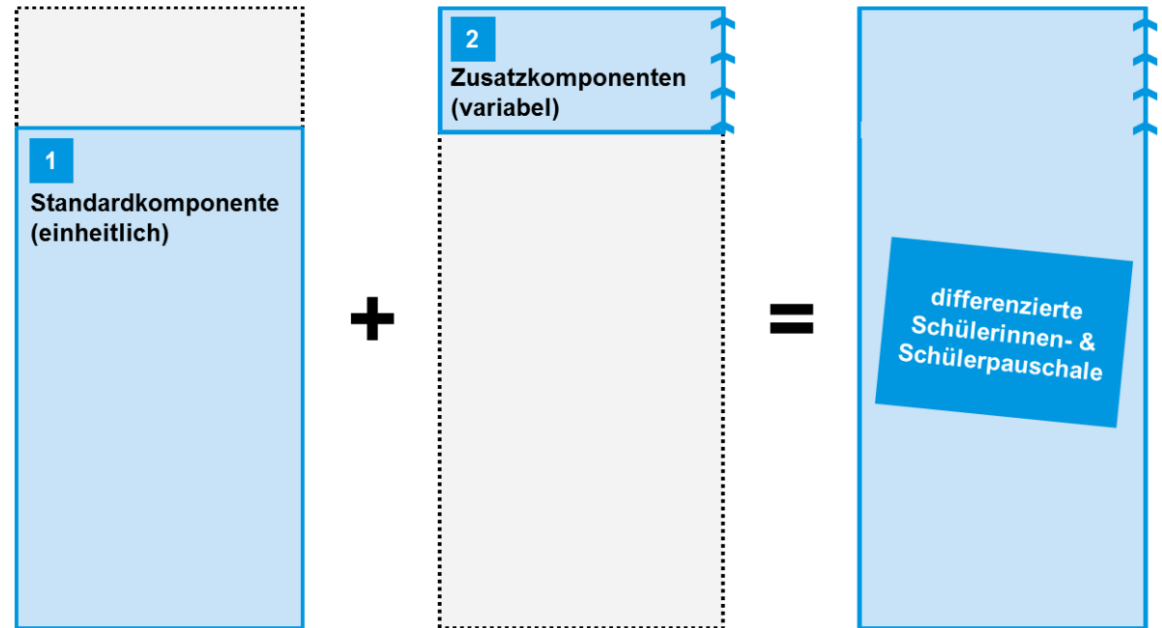 1
Standardkomponente
(einheitlich)
+
2
Zusatzkomponenten
(variabel)
=
differenzierte
Schülerinnen- &
Schülerpauschale